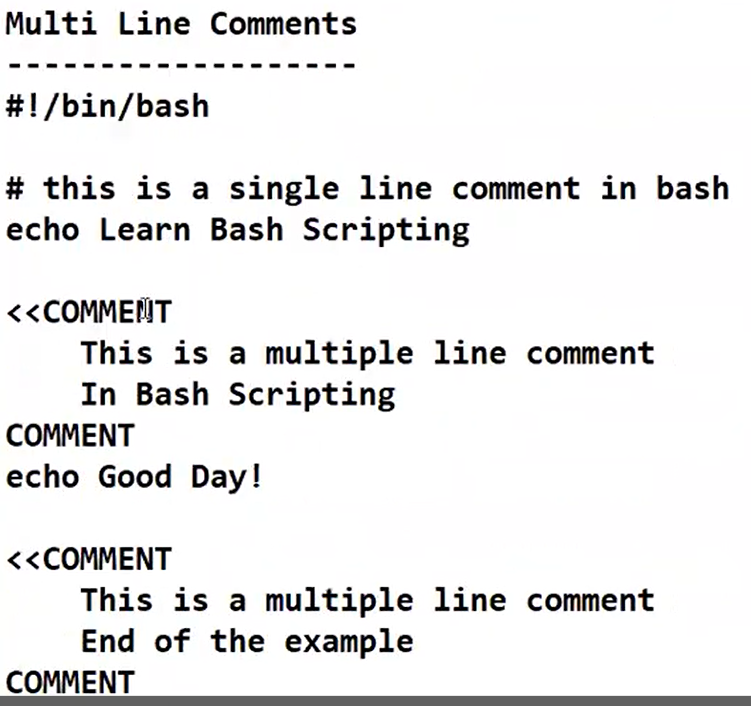 Multi Line Comments
-------------------
#!/bin/bash
# this is a single line comment in bash
echo Learn Bash Scripting
<<COMMENT
This is a multiple line comment
In Bash Scripting
COMMENT
echo Good Day!
<<COMMENT
This is a multiple line comment
End of the example
COMMENT